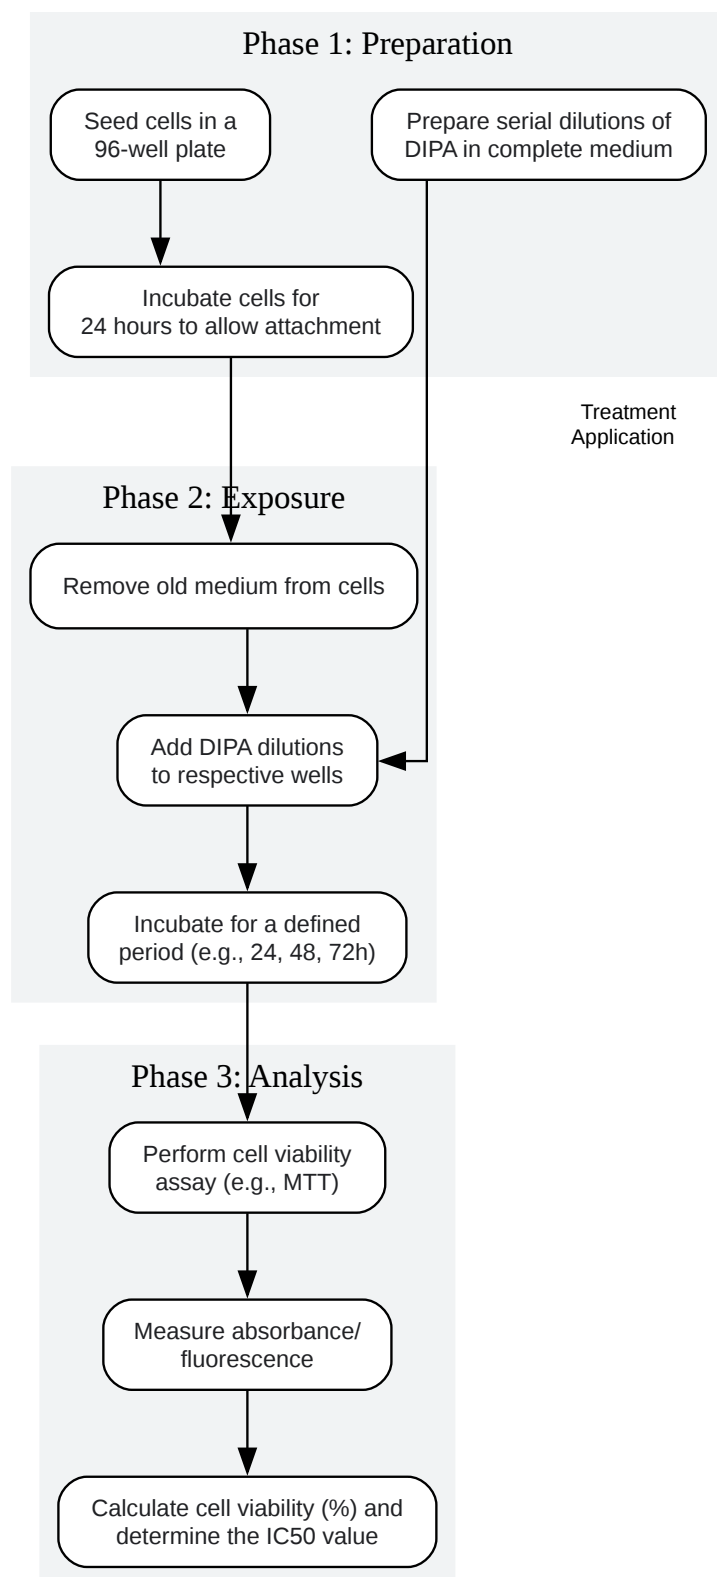 Phase 1: Preparation
Seed cells in a
96-well plate
Prepare serial dilutions of
DIPA in complete medium
Incubate cells for
24 hours to allow attachment
Treatment
Application
Phase 2: Exposure
Remove old medium from cells
Add DIPA dilutions
to respective wells
Incubate for a defined
period (e.g., 24, 48, 72h)
Phase 3: Analysis
Perform cell viability
assay (e.g., MTT)
Measure absorbance/
fluorescence
Calculate cell viability (%) and
determine the IC50 value